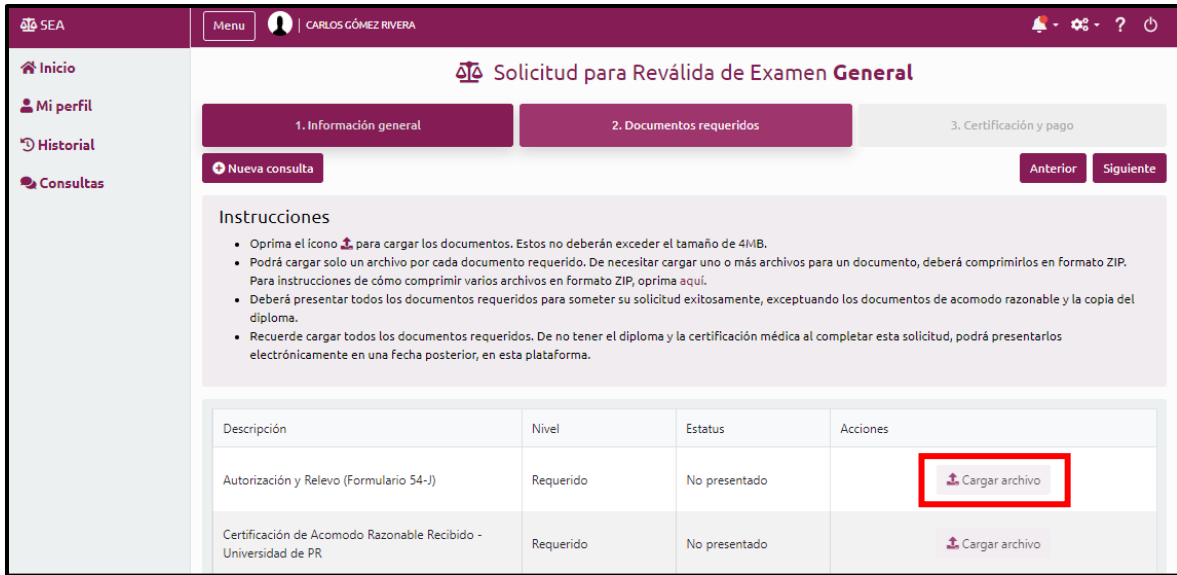 SEA
Menu | CARLOS GÓMEZ RIVERA
?
Inicio
Mi perfil
Historial
Consultas
Solicitud para Reválida de Examen General
1. Información general
2. Documentos requeridos
3. Certificación y pago
Nueva consulta
Anterior
Siguiente
Instrucciones
• Oprima el ícono para cargar los documentos. Estos no deberán exceder el tamaño de 4MB.
• Podrá cargar solo un archivo por cada documento requerido. De necesitar cargar uno o más archivos para un documento, deberá comprimirlos en formato ZIP.
Para instrucciones de cómo comprimir varios archivos en formato ZIP, oprima aquí.
• Deberá presentar todos los documentos requeridos para someter su solicitud exitosamente, exceptuando los documentos de acomodo razonable y la copia del
diploma.
• Recuerde cargar todos los documentos requeridos. De no tener el diploma y la certificación médica al completar esta solicitud, podrá presentarlos
electrónicamente en una fecha posterior, en esta plataforma.
Descripción Nivel Estatus Acciones
Autorización y Relevo (Formulario 54-J) Requerido No presentado Cargar archivo
Certificación de Acomodo Razonable Recibido -
Universidad de PR Requerido No presentado Cargar archivo